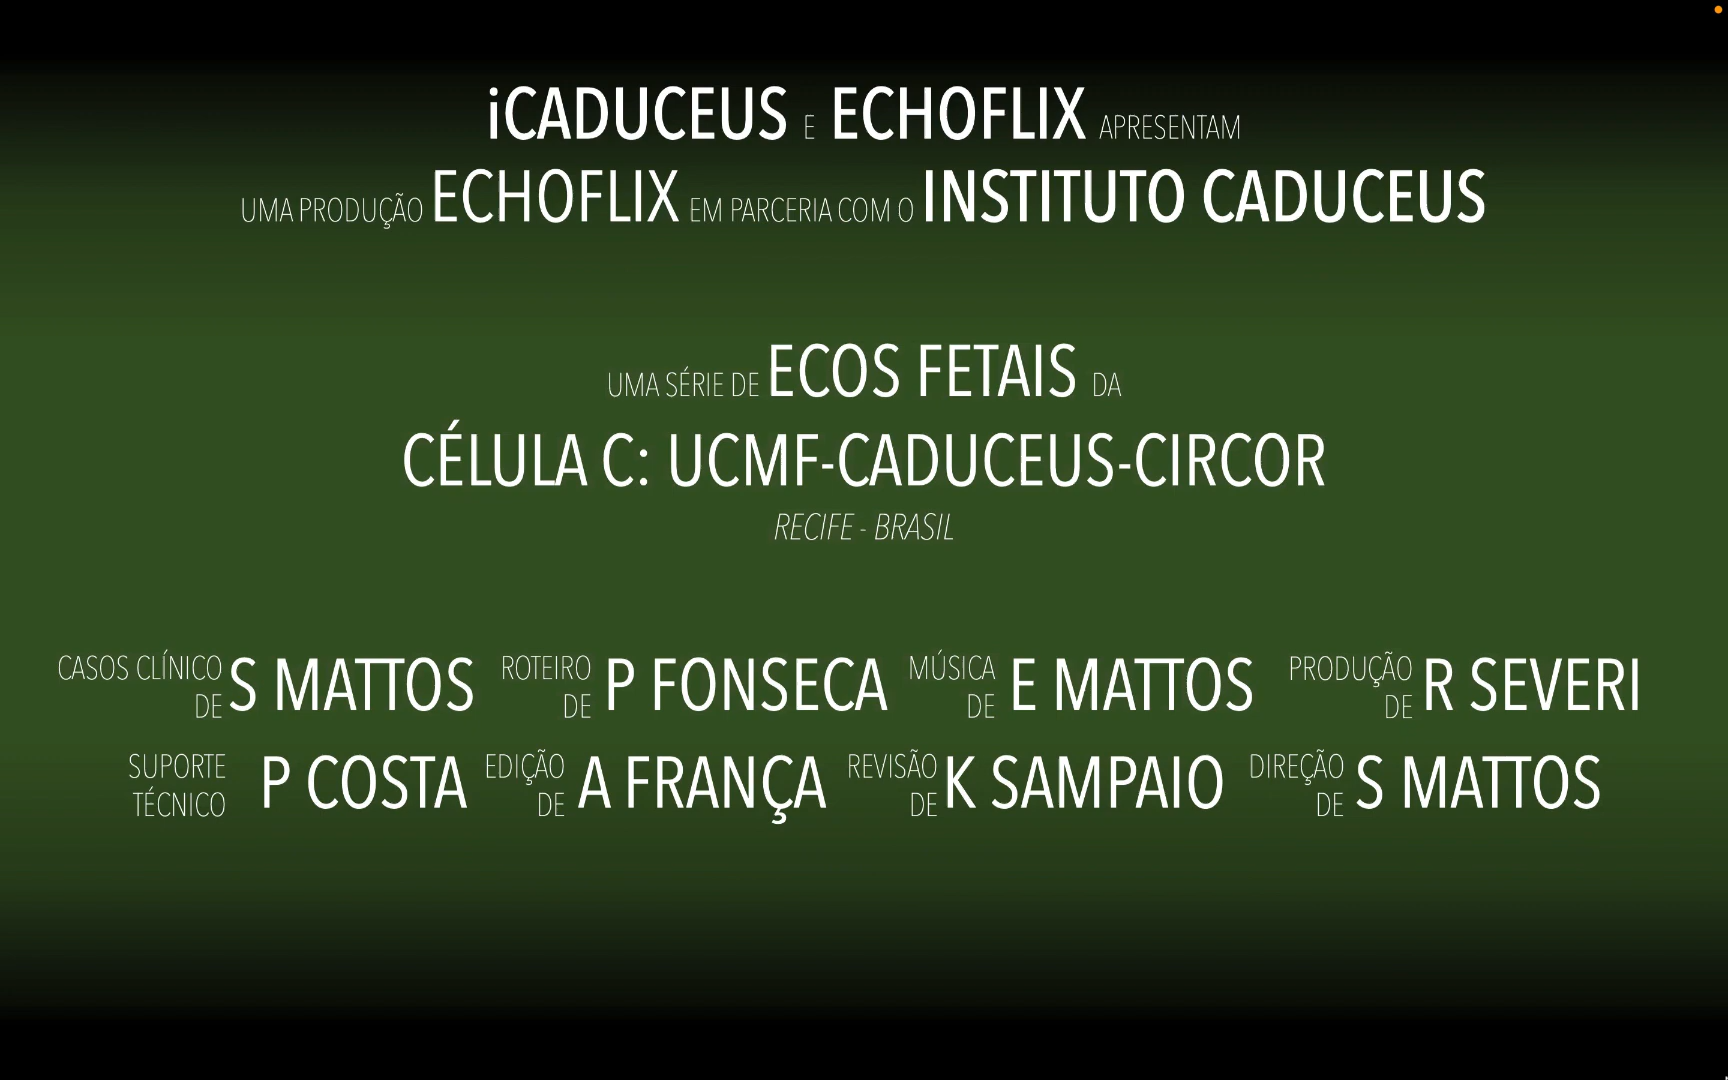 iCADUCEUS E ECHOFLIX APRESENTAM
UMA PRODUÇÃO ECHOFLIX EM PARCERIA COM O INSTITUTO CADUCEUS
UMA SÉRIE DE ECOS FETAIS DA
CÉLULA C: UCMF-CADUCEUS-CIRCOR
RECIFE - BRASIL
CASOS CLÍNICO DE S MATTOS ROTEIRO DE P FONSECA MÚSICA DE E MATTOS PRODUÇÃO DE R SEVERI
SUPORTE TÉCNICO P COSTA EDIÇÃO DE A FRANÇA REVISÃO DE K SAMPAIO DIREÇÃO DE S MATTOS